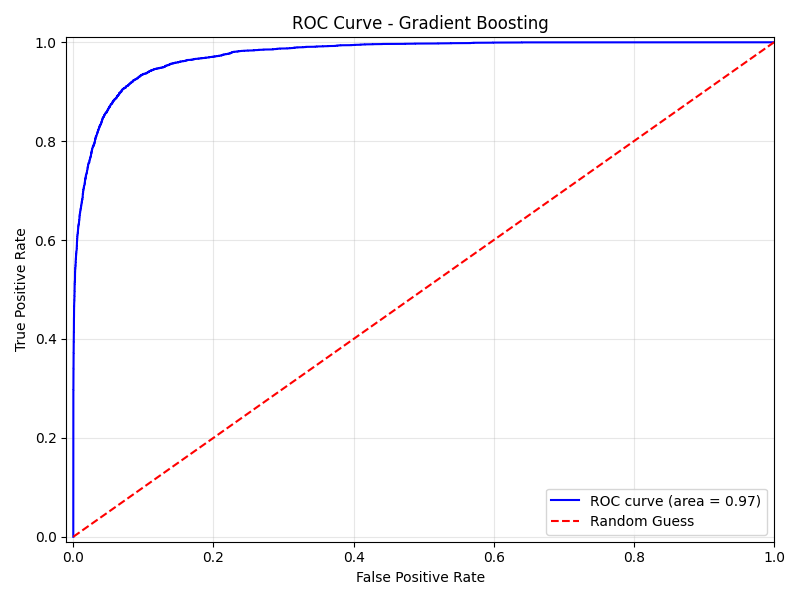 ROC Curve - Gradient Boosting
True Positive Rate
1.0
0.8
0.6
0.4
0.2
0.0
ROC curve (area = 0.97)
Random Guess
0.0 0.2 0.4 0.6 0.8 1.0
False Positive Rate